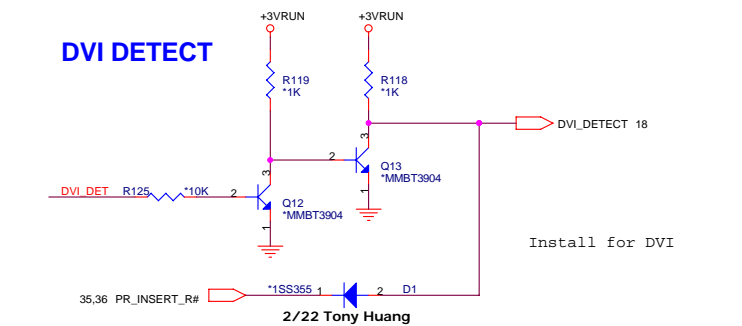 +3VRUN +3VRUN
DVI DETECT
R119
*1K
R118
*1K
DVI_DETECT 18
3
3
2
1
Q13
*MMBT3904
DVI_DET R125 *10K 2
1
Q12
*MMBT3904
Install for DVI
35,36 PR_INSERT_R#
*1SS355 1 2 D1
2/22 Tony Huang